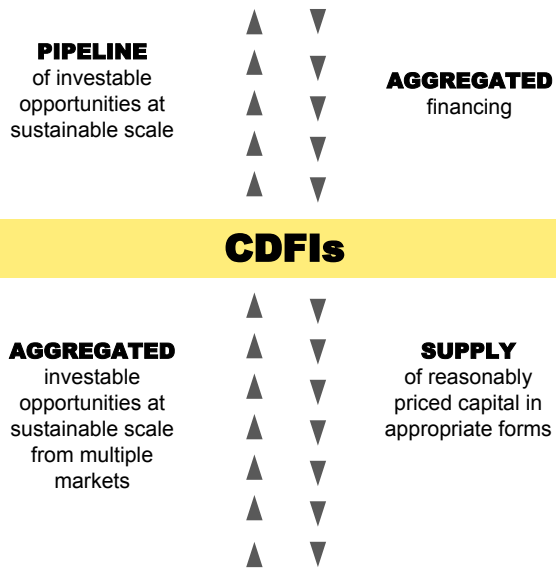 PIPELINE
of investable
opportunities at
sustainable scale
AGGREGATED
financing
CDFIs
AGGREGATED
investable
opportunities at
sustainable scale
from multiple
markets
SUPPLY
of reasonably
priced capital in
appropriate forms